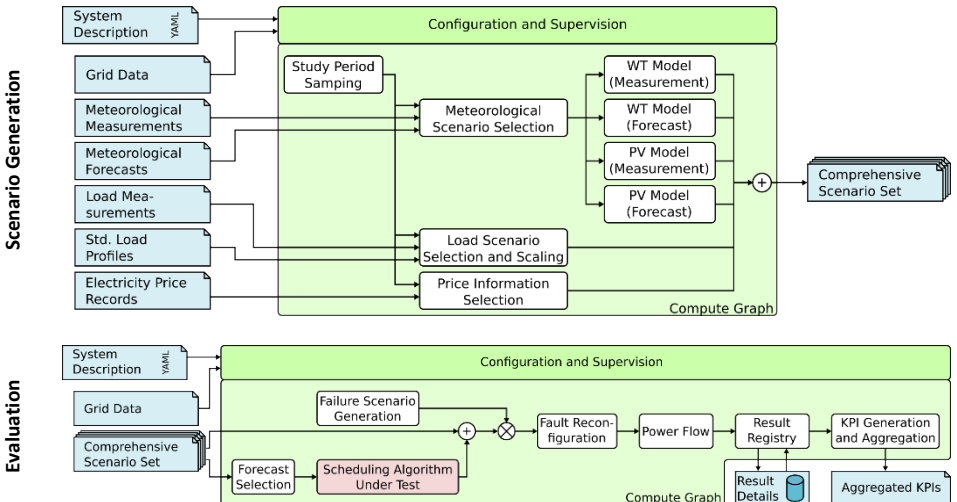 Scenario Generation
System
Description
YAML
Configuration and Supervision
Grid Data
Study Period
Samping
WT Model
(Measurement)
Meteorological
Measurements
Meteorological
Scenario Selection
WT Model
(Forecast)
Meteorological
Forecasts
PV Model
(Measurement)
Load Mea-
surements
PV Model
(Forecast)
+
Comprehensive
Scenario Set
Std. Load
Profiles
Load Scenario
Selection and Scaling
Electricity Price
Records
Price Information
Selection
Compute Graph
Evaluation
System
Description
YAML
Configuration and Supervision
Grid Data
Failure Scenario
Generation
Comprehensive
Scenario Set
+
Fault Recon-
figuration
Power Flow
Result
Registry
KPI Generation
and Aggregation
Forecast
Selection
Scheduling Algorithm
Under Test
Result
Details
Aggregated KPIs
Compute Graph